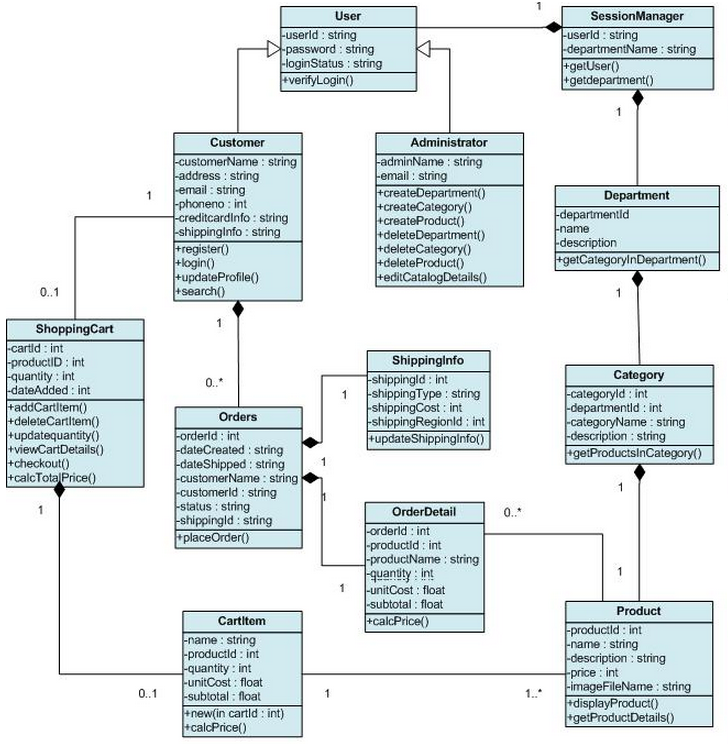 User
-userId : string
-password : string
-loginStatus : string
+verifyLogin()
1
SessionManager
-userId : string
-departmentName : string
+getUser()
+getdepartment()
1
Customer
-customerName : string
-address : string
-email : string
-phoneno : int
-creditcardInfo : string
-shippingInfo : string
+register()
+login()
+updateProfile()
+search()
Administrator
-adminName : string
-email : string
+createDepartment()
+createCategory()
+createProduct()
+deleteDepartment()
+deleteCategory()
+deleteProduct()
+editCatalogDetails()
Department
-departmentId
-name
-description
+getCategoryInDepartment()
1
1
0..1
1
0..*
ShoppingCart
-cartId : int
-productID : int
-quantity : int
-dateAdded : int
+addCartItem()
+deleteCartItem()
+updatequantity()
+viewCartDetails()
+checkout()
+calcTotalPrice()
1
Orders
-orderId : int
-dateCreated : string
-dateShipped : string
-customerName : string
-customerId : string
-status : string
-shippingId : string
+placeOrder()
1
1
1
1
ShippingInfo
-shippingId : int
-shippingType : string
-shippingCost : int
-shippingRegionId : int
+updateShippingInfo()
Category
-categoryId : int
-departmentId : int
-categoryName : string
-description : string
+getProductsInCategory()
1
OrderDetail
-orderId : int
-productId : int
-productName : string
-quantity : int
-unitCost : float
-subtotal : float
+calcPrice()
0..*
1
CartItem
-name : string
-productId : int
-quantity : int
-unitCost : float
-subtotal : float
+new(in cartId : int)
+calcPrice()
0..1
1
1..*
Product
-productId : int
-name : string
-description : string
-price : int
-imageFileName : string
+displayProduct()
+getProductDetails()